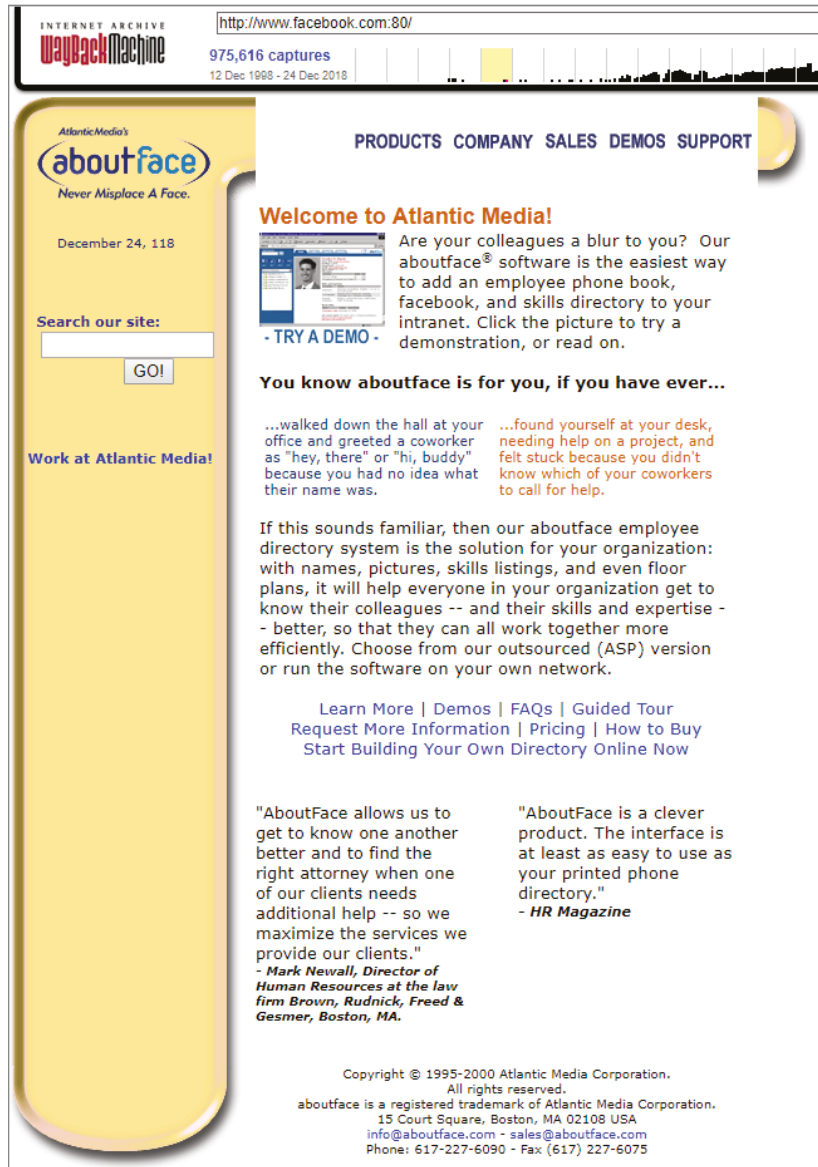 INTERNET ARCHIVE
WayBackMachine
http://www.facebook.com:80/
975,616 captures
12 Dec 1998 - 24 Dec 2018
AtlanticMedia's
aboutface
Never Misplace A Face.
PRODUCTS COMPANY SALES DEMOS SUPPORT
December 24, 118
Search our site:
GO!
Work at Atlantic Media!
Welcome to Atlantic Media!
Are your colleagues a blur to you? Our
aboutface® software is the easiest way
to add an employee phone book,
facebook, and skills directory to your
intranet. Click the picture to try a
demonstration, or read on.
- TRY A DEMO -
You know aboutface is for you, if you have ever...
...walked down the hall at your
office and greeted a coworker
as "hey, there" or "hi, buddy"
because you had no idea what
their name was.
...found yourself at your desk,
needing help on a project, and
felt stuck because you didn't
know which of your coworkers
to call for help.
If this sounds familiar, then our aboutface employee
directory system is the solution for your organization:
with names, pictures, skills listings, and even floor
plans, it will help everyone in your organization get to
know their colleagues -- and their skills and expertise -
- better, so that they can all work together more
efficiently. Choose from our outsourced (ASP) version
or run the software on your own network.
Learn More | Demos | FAQs | Guided Tour
Request More Information | Pricing | How to Buy
Start Building Your Own Directory Online Now
"AboutFace allows us to
get to know one another
better and to find the
right attorney when one
of our clients needs
additional help -- so we
maximize the services we
provide our clients."
- Mark Newall, Director of
Human Resources at the law
firm Brown, Rudnick, Freed &
Gesmer, Boston, MA.
"AboutFace is a clever
product. The interface is
at least as easy to use as
your printed phone
directory."
- HR Magazine
Copyright © 1995-2000 Atlantic Media Corporation.
All rights reserved.
aboutface is a registered trademark of Atlantic Media Corporation.
15 Court Square, Boston, MA 02108 USA
info@aboutface.com - sales@aboutface.com
Phone: 617-227-6090 - Fax (617) 227-6075